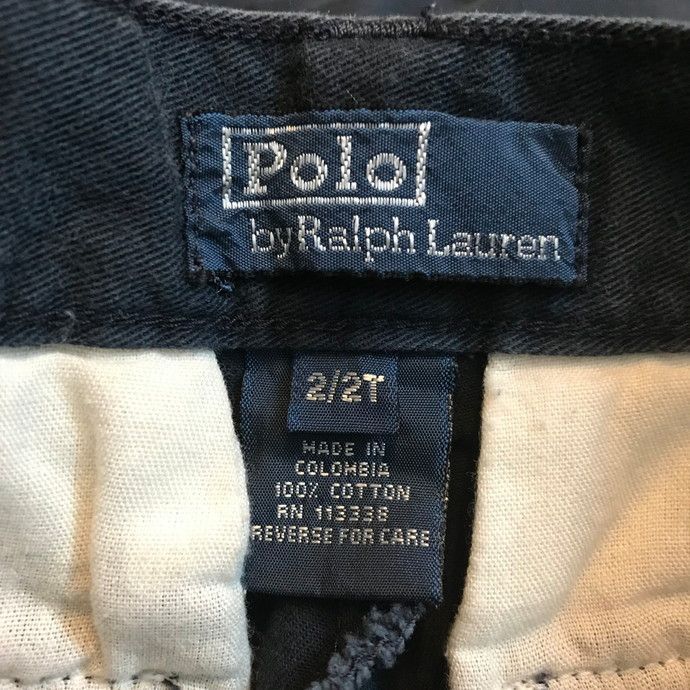 Polo
by Ralph Lauren
2/2T
MADE IN
COLOMBIA
100% COTTON
RN 113338
REVERSE FOR CARE